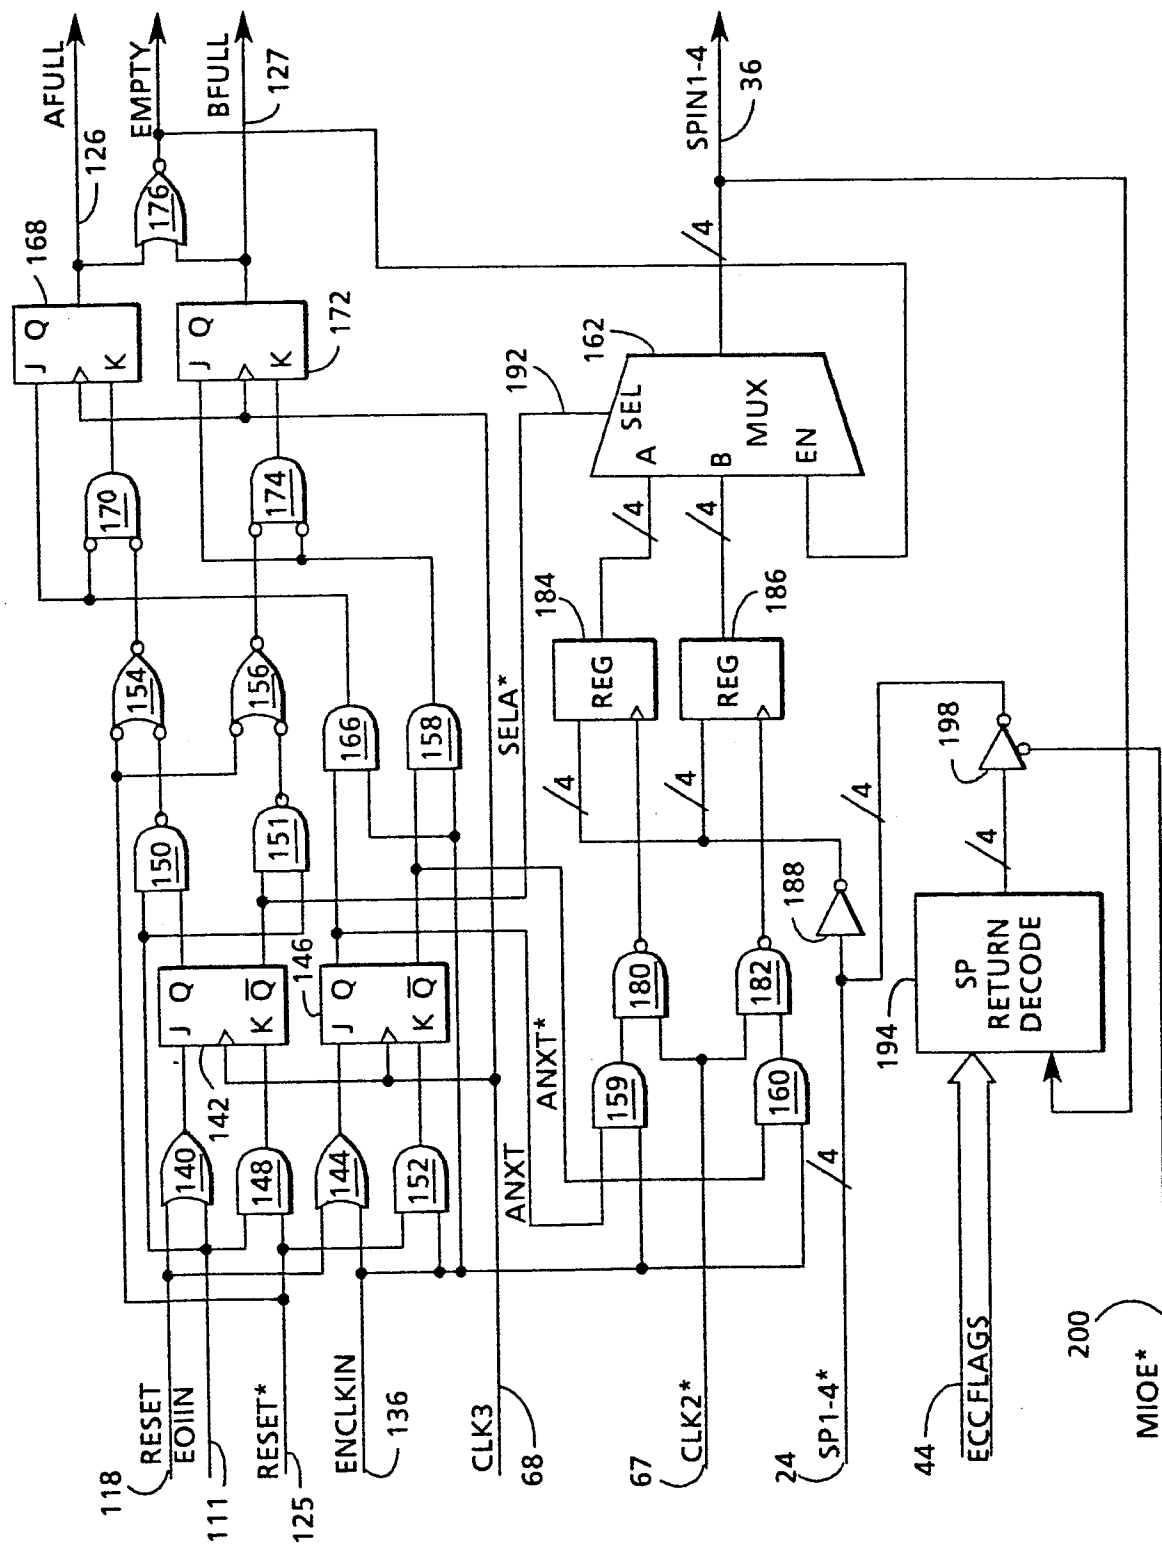 AFULL
126
EMPTY
BFULL
127
SPIN1-4
36
176
168
J Q
K
J Q
K
172
4
170
174
192
162
SEL
A
B
MUX
EN
4
4
154
156
166
158
SELA*
184
REG
REG
186
150
151
4
4
188
4
198
4
J Q
K Q
142
146
J Q
K Q
ANXT*
180
182
194
SP
RETURN
DECODE
140
148
144
152
ANXT
159
160
4
118
RESET
EOIIN
111
RESET*
125
ENCLKIN
136
CLK3
68
CLK2*
67
SP1-4*
24
ECC FLAGS
44
200
MIOE*